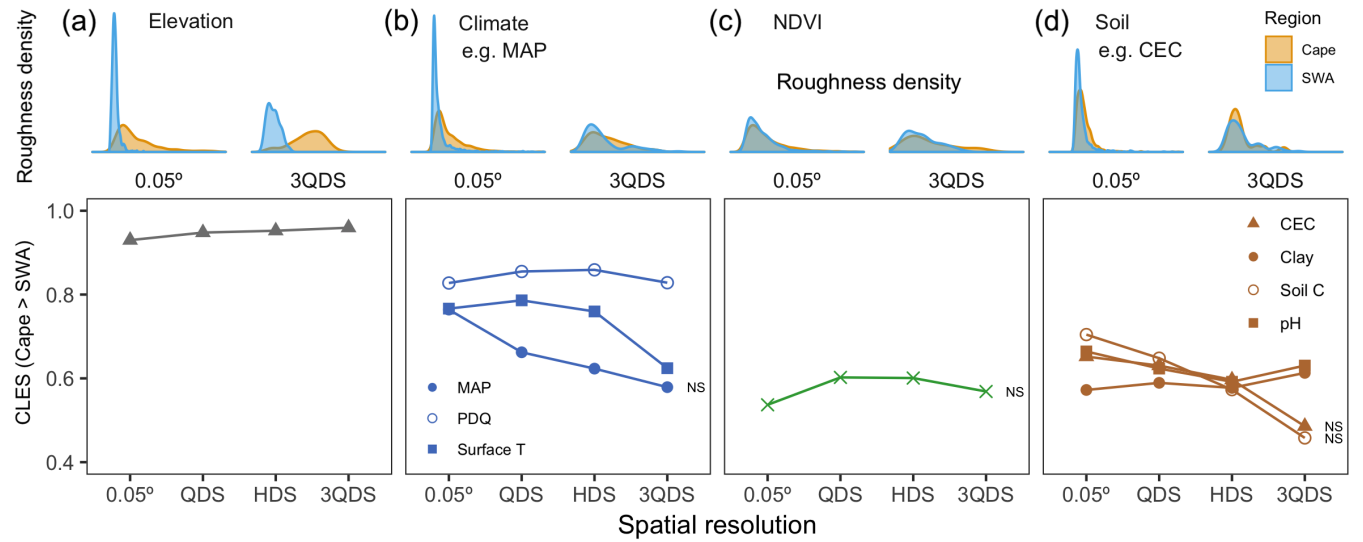 (a) Elevation
(b) Climate
e.g. MAP
(c) NDVI
(d) Soil
e.g. CEC
Region
Cape
SWA
Roughness density
Roughness density
0.05º 3QDS
0.05º 3QDS
0.05º 3QDS
0.05º 3QDS
CLES (Cape > SWA)
1.0
0.8
0.6
0.4
MAP
PDQ
Surface T
NS
NS
CEC
Clay
Soil C
pH
NS
NS
0.05º QDS HDS 3QDS
0.05º QDS HDS 3QDS
0.05º QDS HDS 3QDS
0.05º QDS HDS 3QDS
Spatial resolution